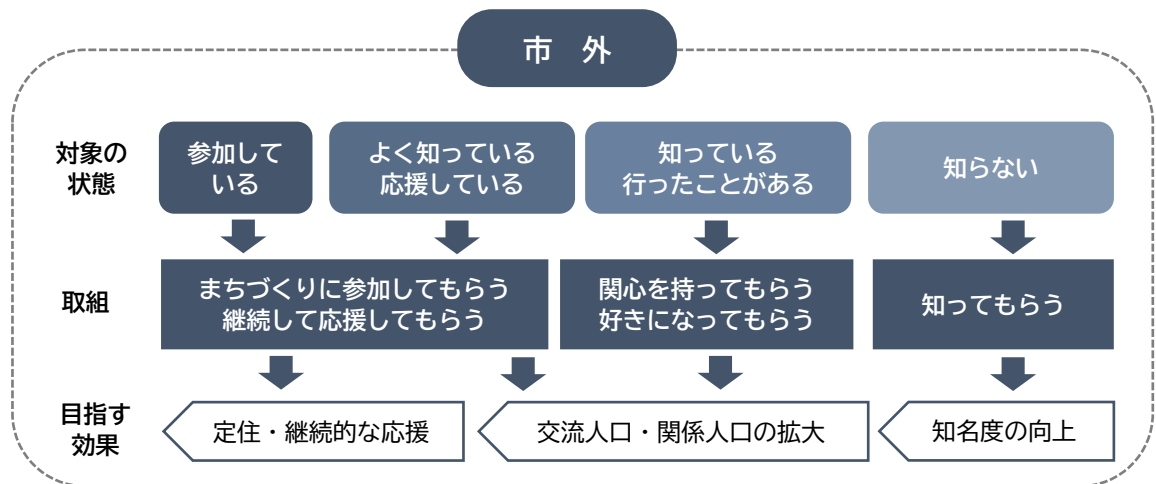 市 外
対象の
状態
参加して
いる
よく知っている
応援している
知っている
行ったことがある
知らない
取組
まちづくりに参加してもらう
継続して応援してもらう
関心を持ってもらう
好きになってもらう
知ってもらう
目指す
効果
定住・継続的な応援
交流人口・関係人口の拡大
知名度の向上